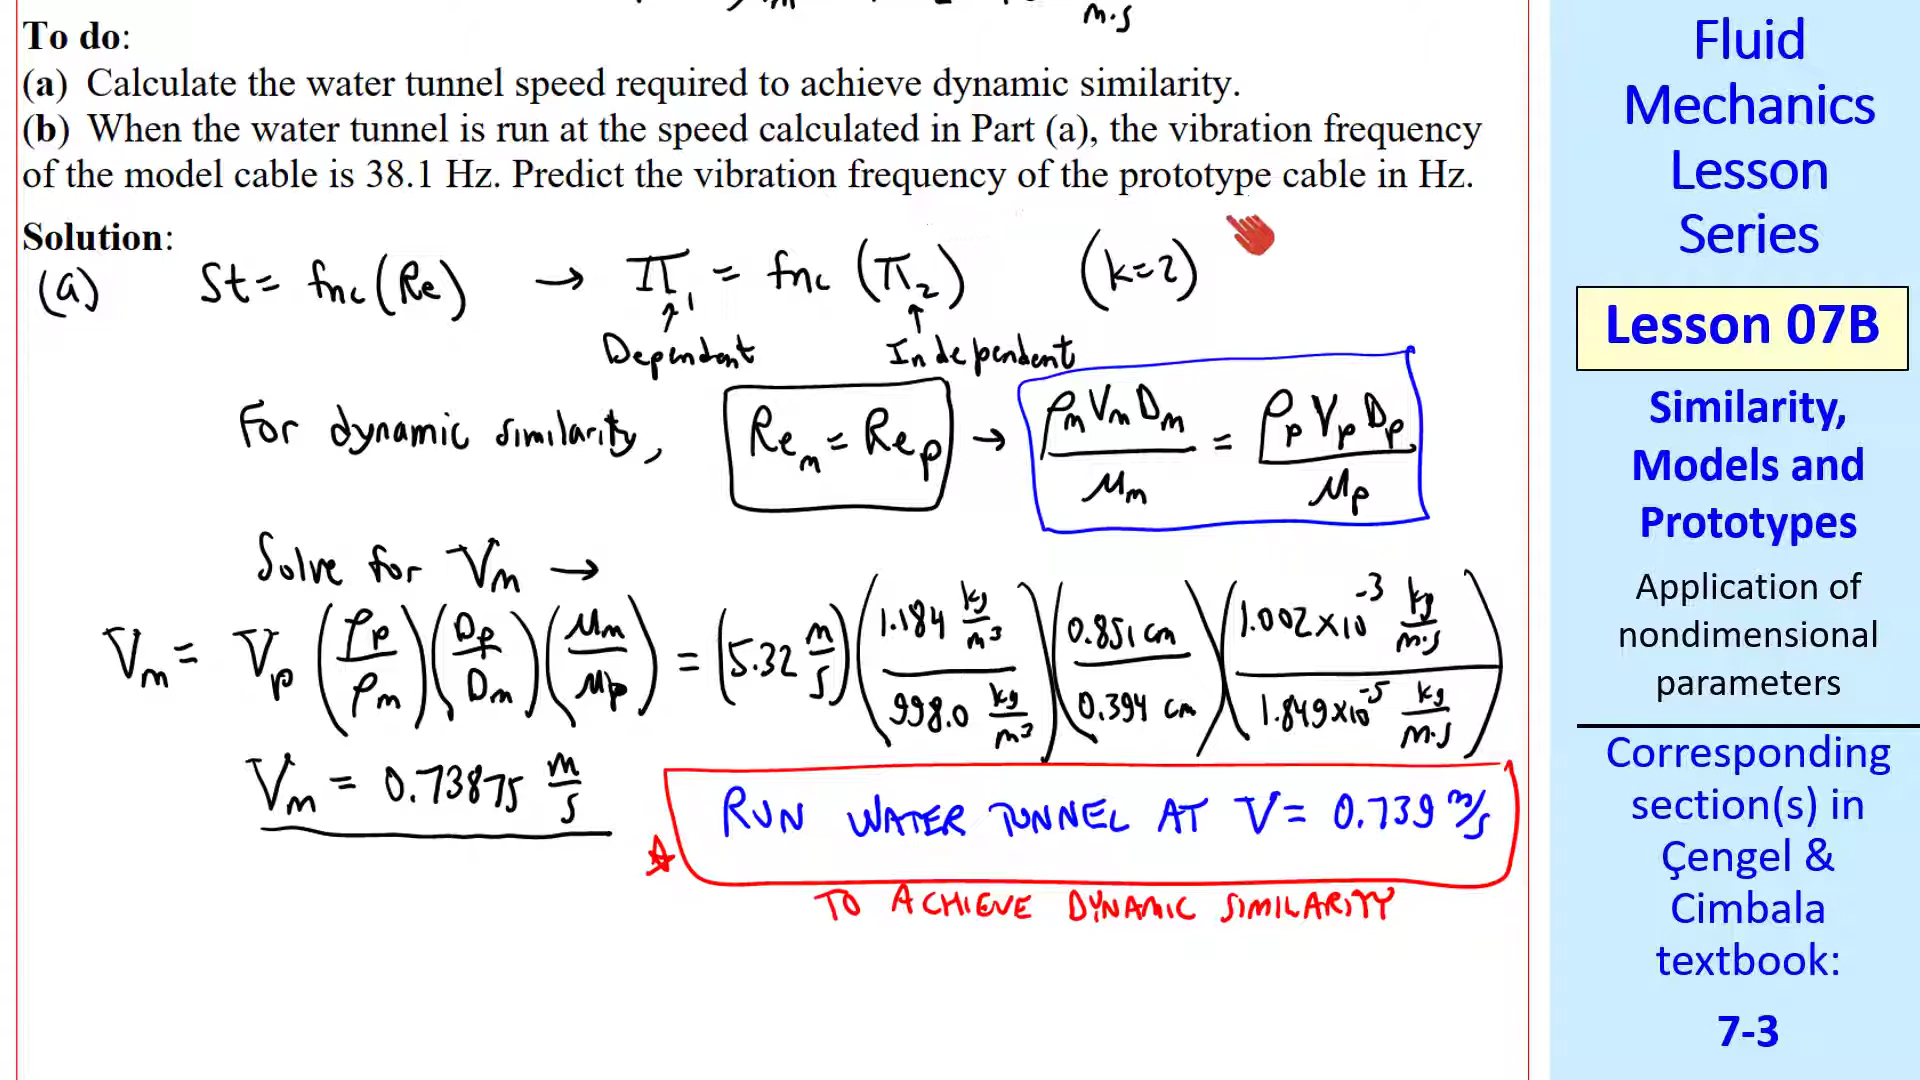 m·s
To do:
(a) Calculate the water tunnel speed required to achieve dynamic similarity.
(b) When the water tunnel is run at the speed calculated in Part (a), the vibration frequency
of the model cable is 38.1 Hz. Predict the vibration frequency of the prototype cable in Hz.
Solution:
(a) St = fnc (Re) → Π₁ = fnc (Π₂) (k=2)
Dependent Independent
For dynamic similarity, Reₘ = Reₚ → ρₘVₘDₘ/μₘ = ρₚVₚDₚ/μₚ
Solve for Vₘ →
Vₘ = Vₚ (ρₚ/ρₘ)(Dₚ/Dₘ)(μₘ/μₚ) = (5.32 m/s)(1.184 kg/m³ / 998.0 kg/m³)(0.851 cm / 0.394 cm)(1.002×10⁻³ kg/m·s / 1.849×10⁻⁵ kg/m·s)
Vₘ = 0.73875 m/s
RUN WATER TUNNEL AT V = 0.739 m/s
TO ACHIEVE DYNAMIC SIMILARITY
Fluid
Mechanics
Lesson
Series
Lesson 07B
Similarity,
Models and
Prototypes
Application of
nondimensional
parameters
Corresponding
section(s) in
Çengel &
Cimbala
textbook:
7-3